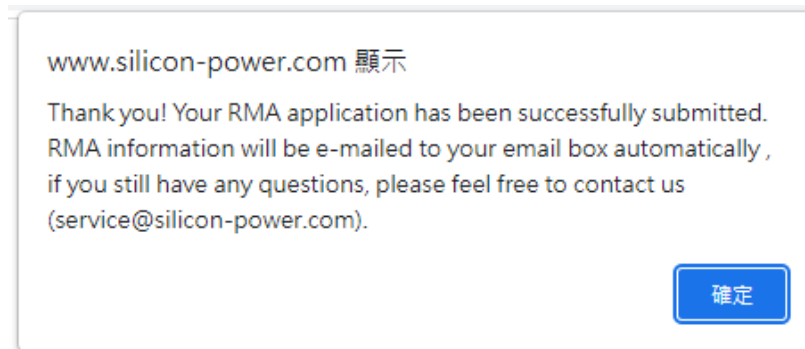 www.silicon-power.com 顯示
Thank you! Your RMA application has been successfully submitted.
RMA information will be e-mailed to your email box automatically ,
if you still have any questions, please feel free to contact us
(service@silicon-power.com).
確定